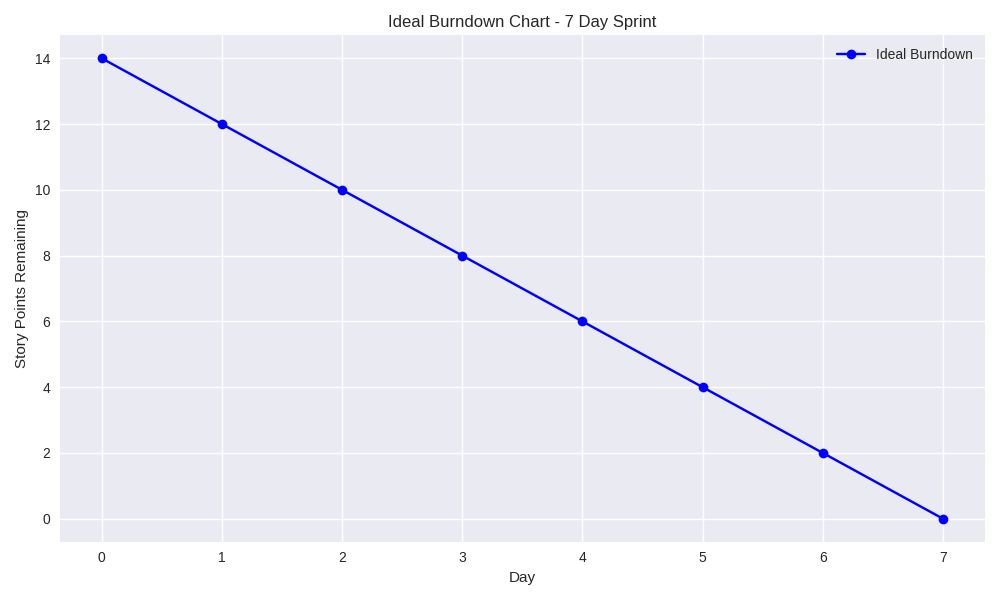 Ideal Burndown Chart - 7 Day Sprint
Ideal Burndown
Story Points Remaining
14
12
10
8
6
4
2
0
0 1 2 3 4 5 6 7
Day